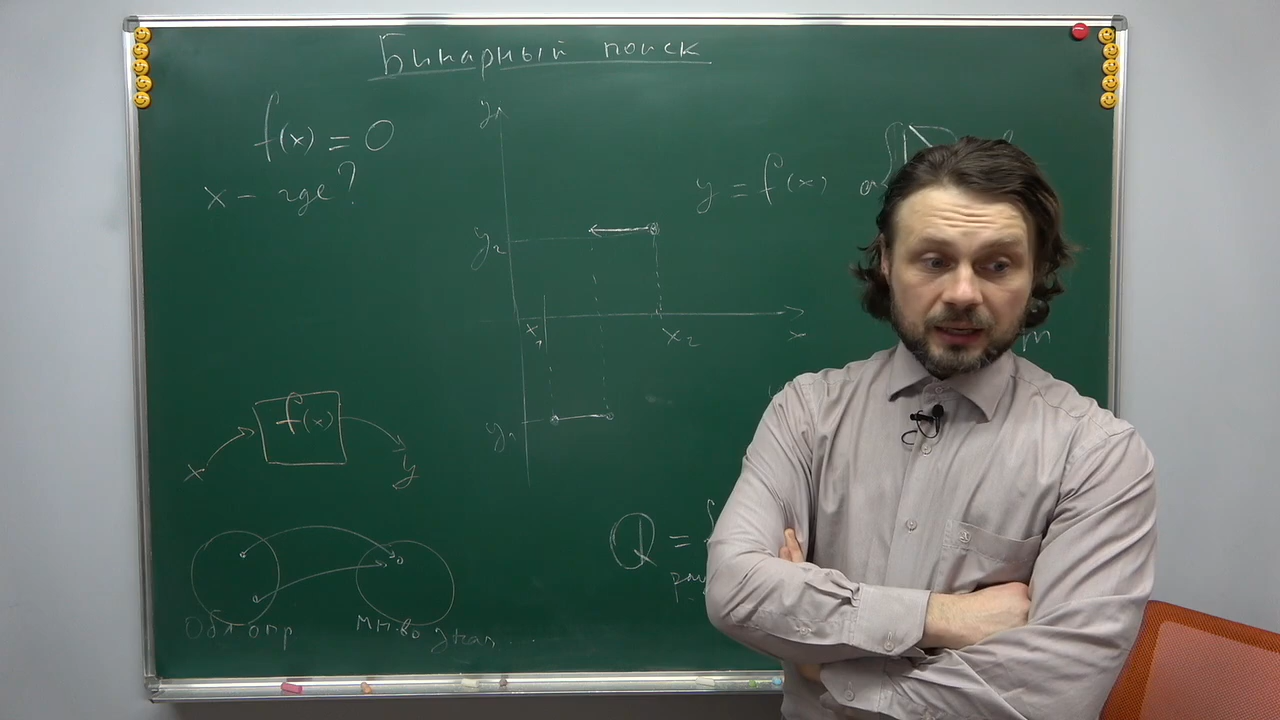 Бинарный поиск
f(x) = 0
x - где?
y
y = f(x)
y₂
x₁
x₂
x
m
f(x)
y₁
x
y
Q =
Обл опр
мн-во знач...